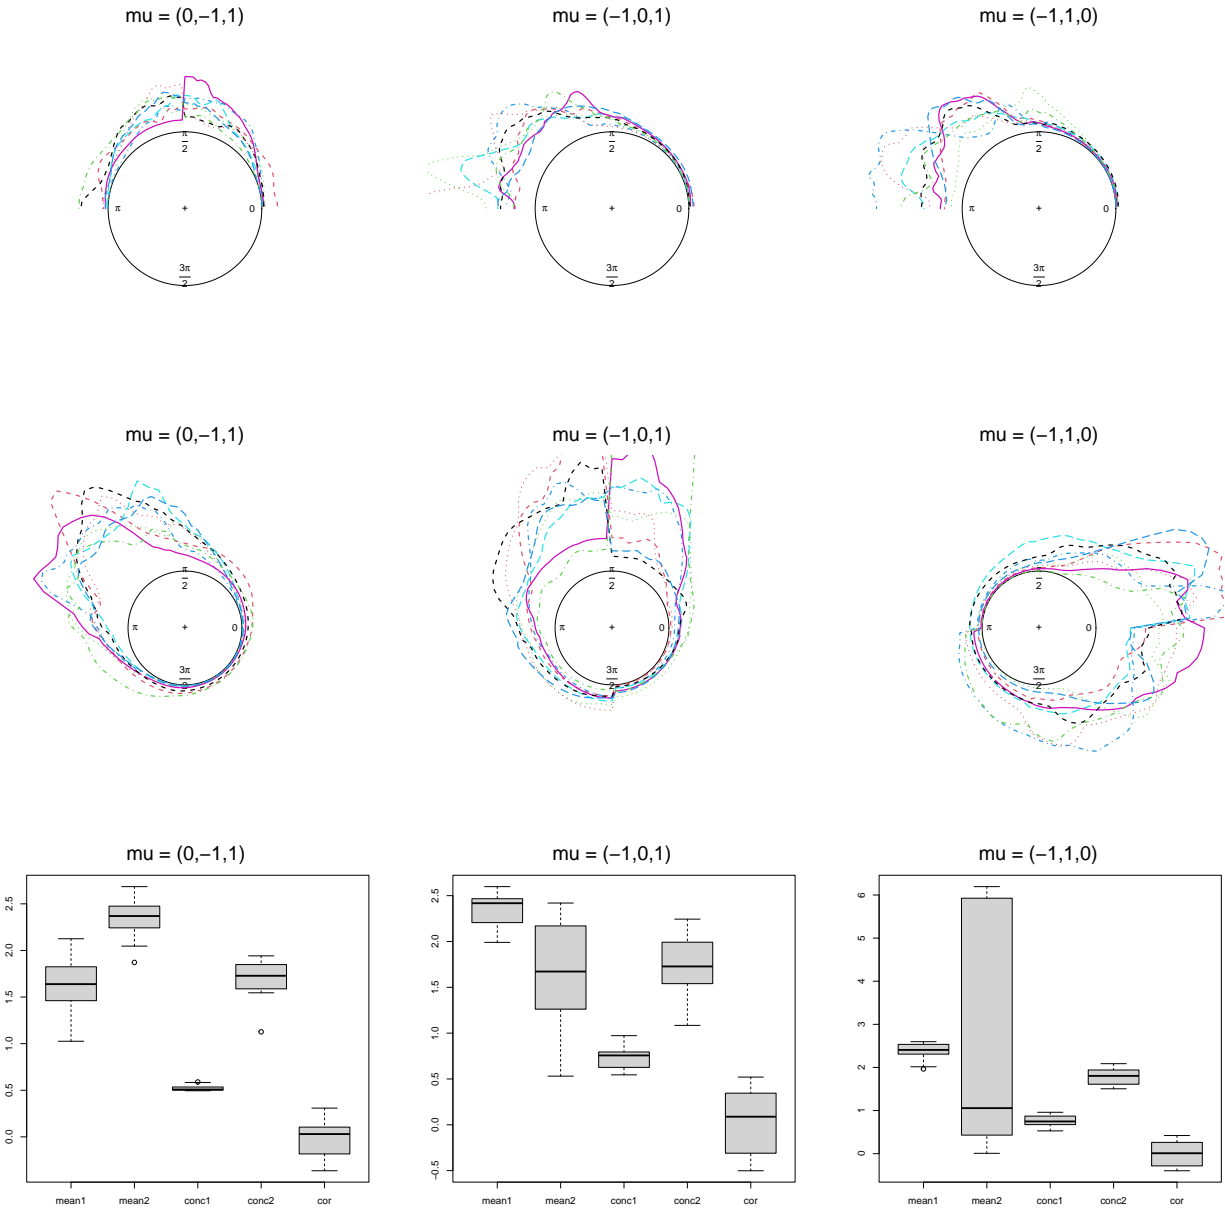 mu = (0,−1,1) mu = (−1,0,1) mu = (−1,1,0)
π/2 π/2 π/2
π + 0 π + 0 π + 0
3π/2 3π/2 3π/2
mu = (0,−1,1) mu = (−1,0,1) mu = (−1,1,0)
π/2 π/2 π/2
π + 0 π + 0 π + 0
3π/2 3π/2 3π/2
mu = (0,−1,1)
0.0 0.5 1.0 1.5 2.0 2.5
mean1 mean2 conc1 conc2 cor
mu = (−1,0,1)
−0.5 0.0 0.5 1.0 1.5 2.0 2.5
mean1 mean2 conc1 conc2 cor
mu = (−1,1,0)
0 1 2 3 4 5 6
mean1 mean2 conc1 conc2 cor